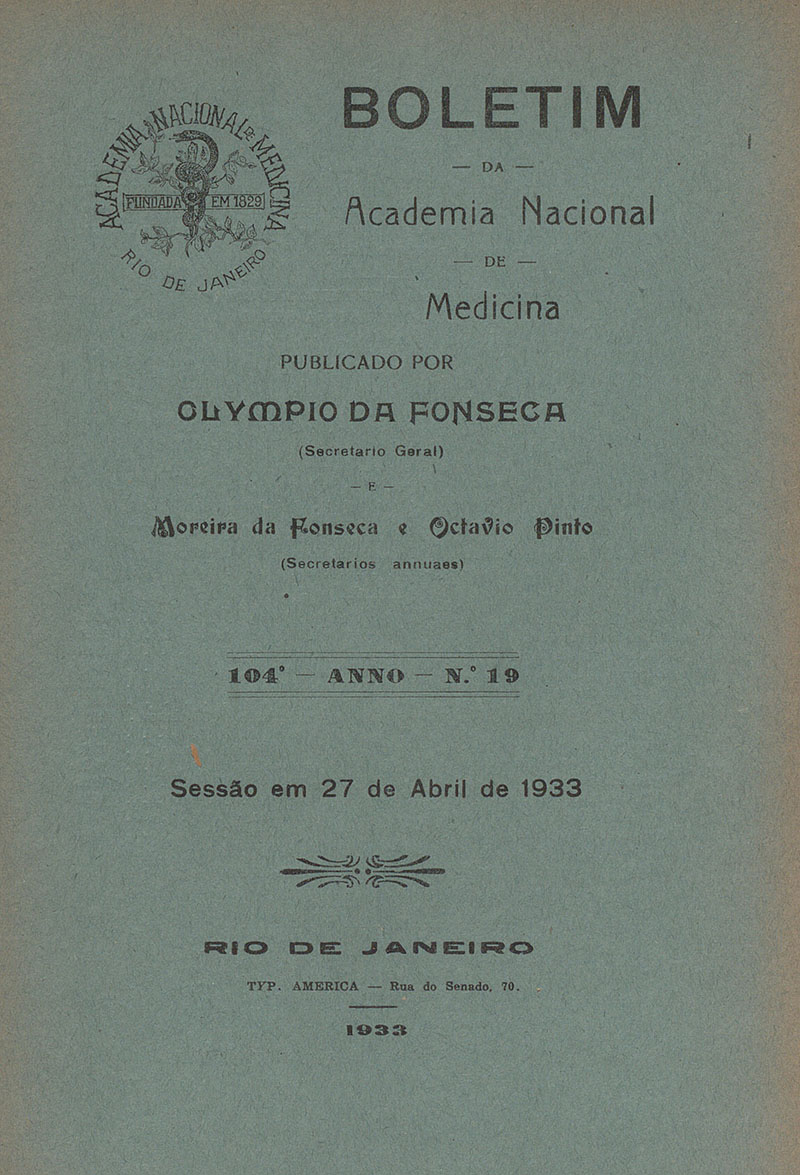 ACADEMIA NACIONAL DE MEDICINA
FUNDADA EM 1829
RIO DE JANEIRO
BOLETIM
— DA —
Academia Nacional
— DE —
Medicina
PUBLICADO POR
OLYMPIO DA FONSECA
(Secretario Geral)
— E —
Moreira da Fonseca e Octavio Pinto
(Secretarios annuaes)
104° — ANNO — N.° 19
Sessão em 27 de Abril de 1933
RIO DE JANEIRO
TYP. AMERICA — Rua do Senado, 70.
1933